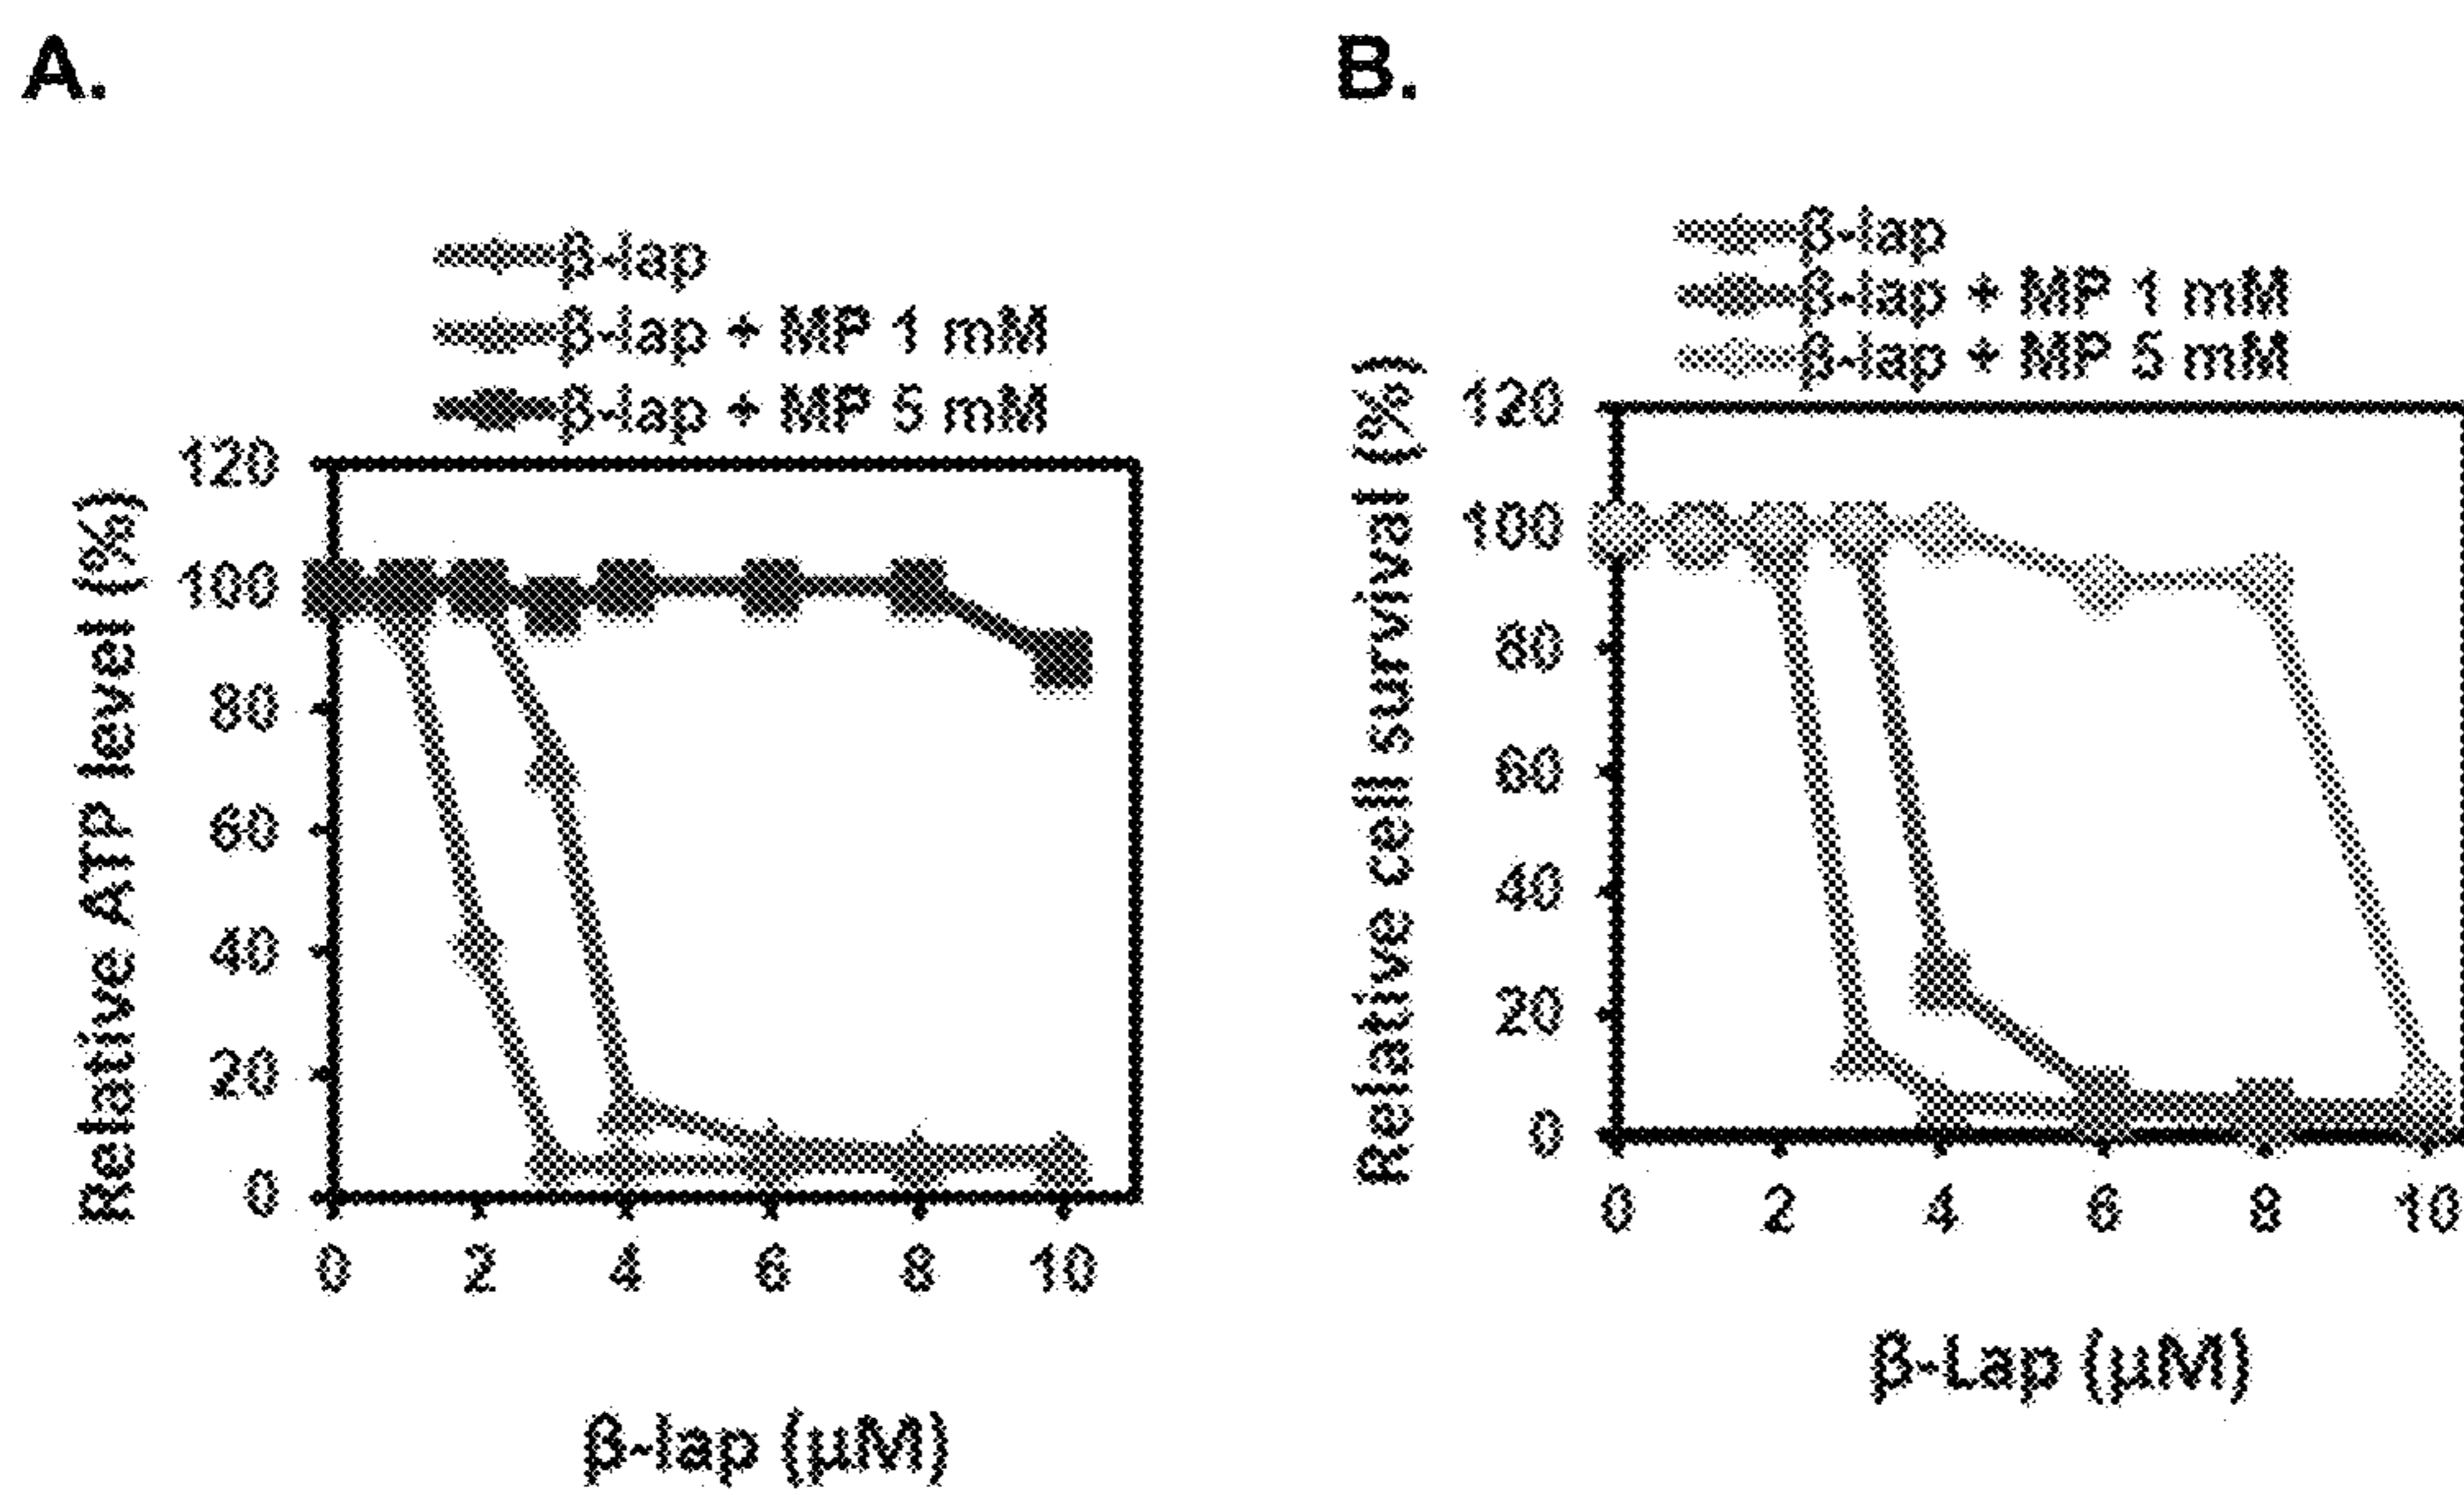 A.
β-lap
β-lap + MP 1 mM
β-lap + MP 5 mM
Relative ATP level (%)
120
100
80
60
40
20
0
0 2 4 6 8 10
β-lap (μM)
B.
β-lap
β-lap + MP 1 mM
β-lap + MP 5 mM
Relative cell survival (%)
120
100
80
60
40
20
0
0 2 4 6 8 10
β-Lap (μM)